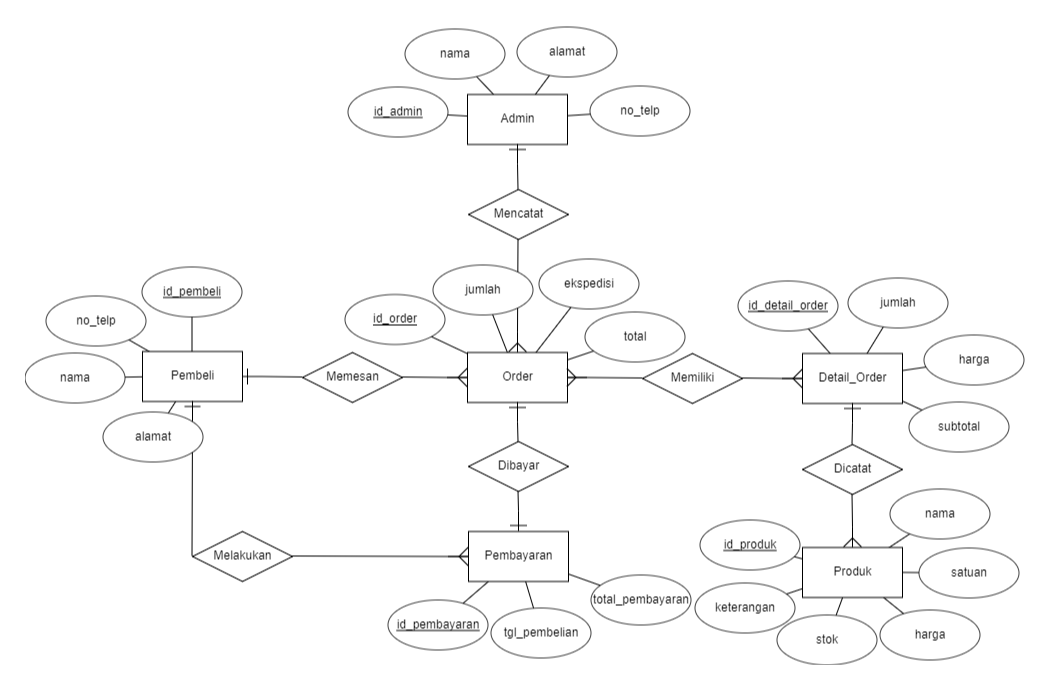 nama
alamat
id_admin
Admin
no_telp
Mencatat
id_pembeli
no_telp
nama
Pembeli
alamat
Memesan
id_order
jumlah
ekspedisi
total
Order
Memiliki
id_detail_order
jumlah
harga
Detail_Order
subtotal
Dibayar
Dicatat
Melakukan
Pembayaran
id_pembayaran
tgl_pembelian
total_pembayaran
nama
id_produk
Produk
satuan
keterangan
stok
harga